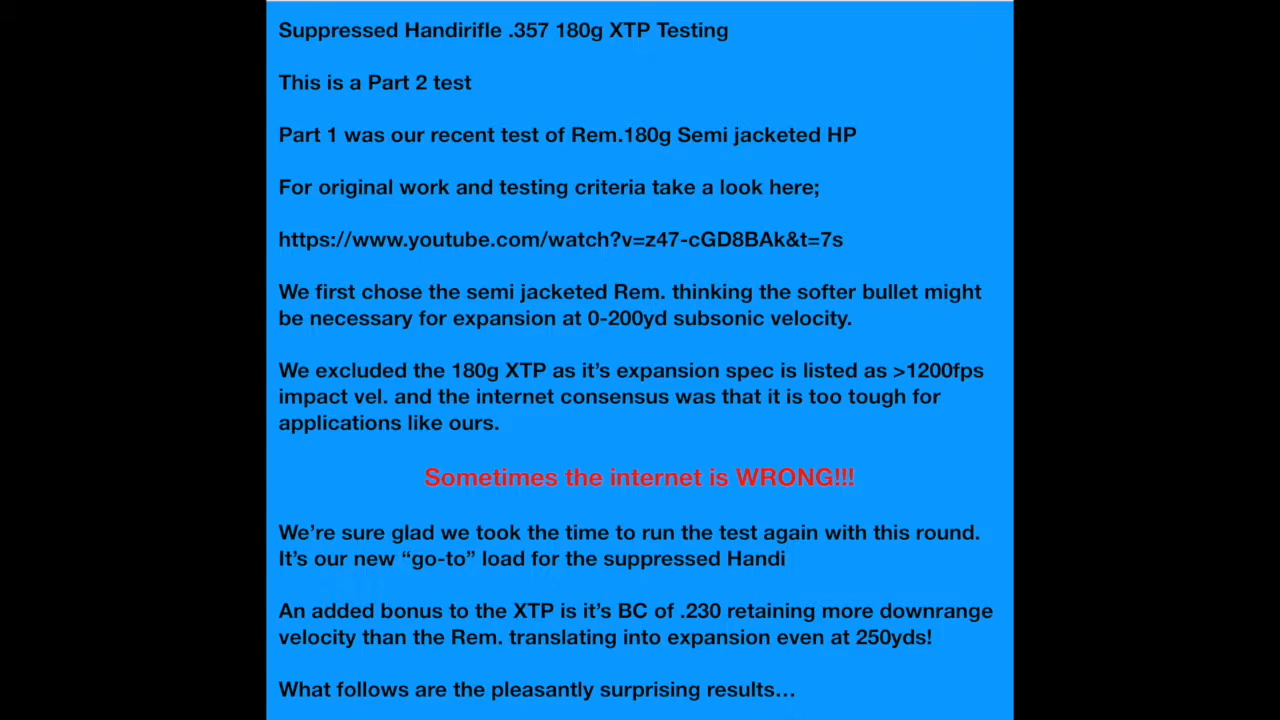 Suppressed Handirifle .357 180g XTP Testing
This is a Part 2 test
Part 1 was our recent test of Rem.180g Semi jacketed HP
For original work and testing criteria take a look here;
https://www.youtube.com/watch?v=z47-cGD8BAk&t=7s
We first chose the semi jacketed Rem. thinking the softer bullet might
be necessary for expansion at 0-200yd subsonic velocity.
We excluded the 180g XTP as it’s expansion spec is listed as >1200fps
impact vel. and the internet consensus was that it is too tough for
applications like ours.
Sometimes the internet is WRONG!!!
We’re sure glad we took the time to run the test again with this round.
It’s our new “go-to” load for the suppressed Handi
An added bonus to the XTP is it’s BC of .230 retaining more downrange
velocity than the Rem. translating into expansion even at 250yds!
What follows are the pleasantly surprising results…